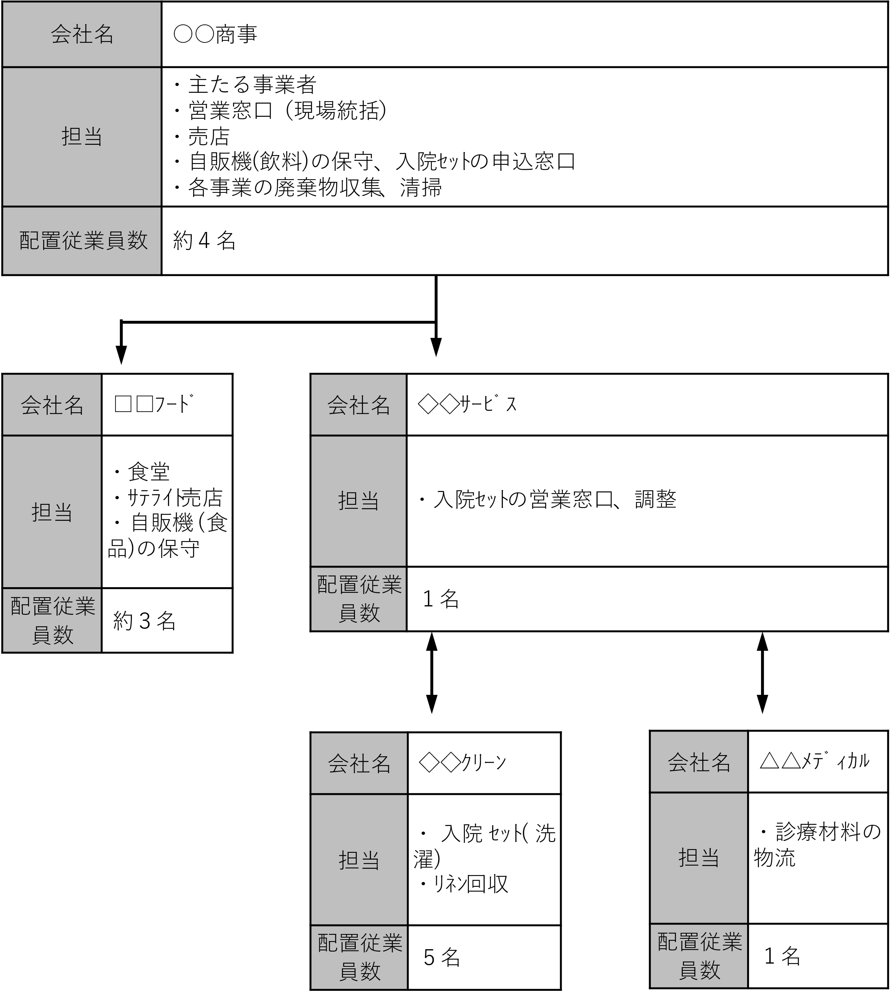 会社名
○○商事
担当
・主たる事業者
・営業窓口（現場統括）
・売店
・自販機(飲料)の保守、入院ｾｯﾄの申込窓口
・各事業の廃棄物収集、清掃
配置従業員数
約４名
会社名
□□ﾌｰﾄﾞ
担当
・食堂
・ｻﾃﾗｲﾄ売店
・自販機(食
品)の保守
配置従業
員数
約３名
会社名
◇◇ｻｰﾋﾞｽ
担当
・入院ｾｯﾄの営業窓口、調整
配置従業
員数
１名
会社名
◇◇ｸﾘｰﾝ
担当
・入院ｾｯﾄ(洗
濯)
・ﾘﾈﾝ回収
配置従業
員数
５名
会社名
△△ﾒﾃﾞｨｶﾙ
担当
・診療材料の
物流
配置従業
員数
１名